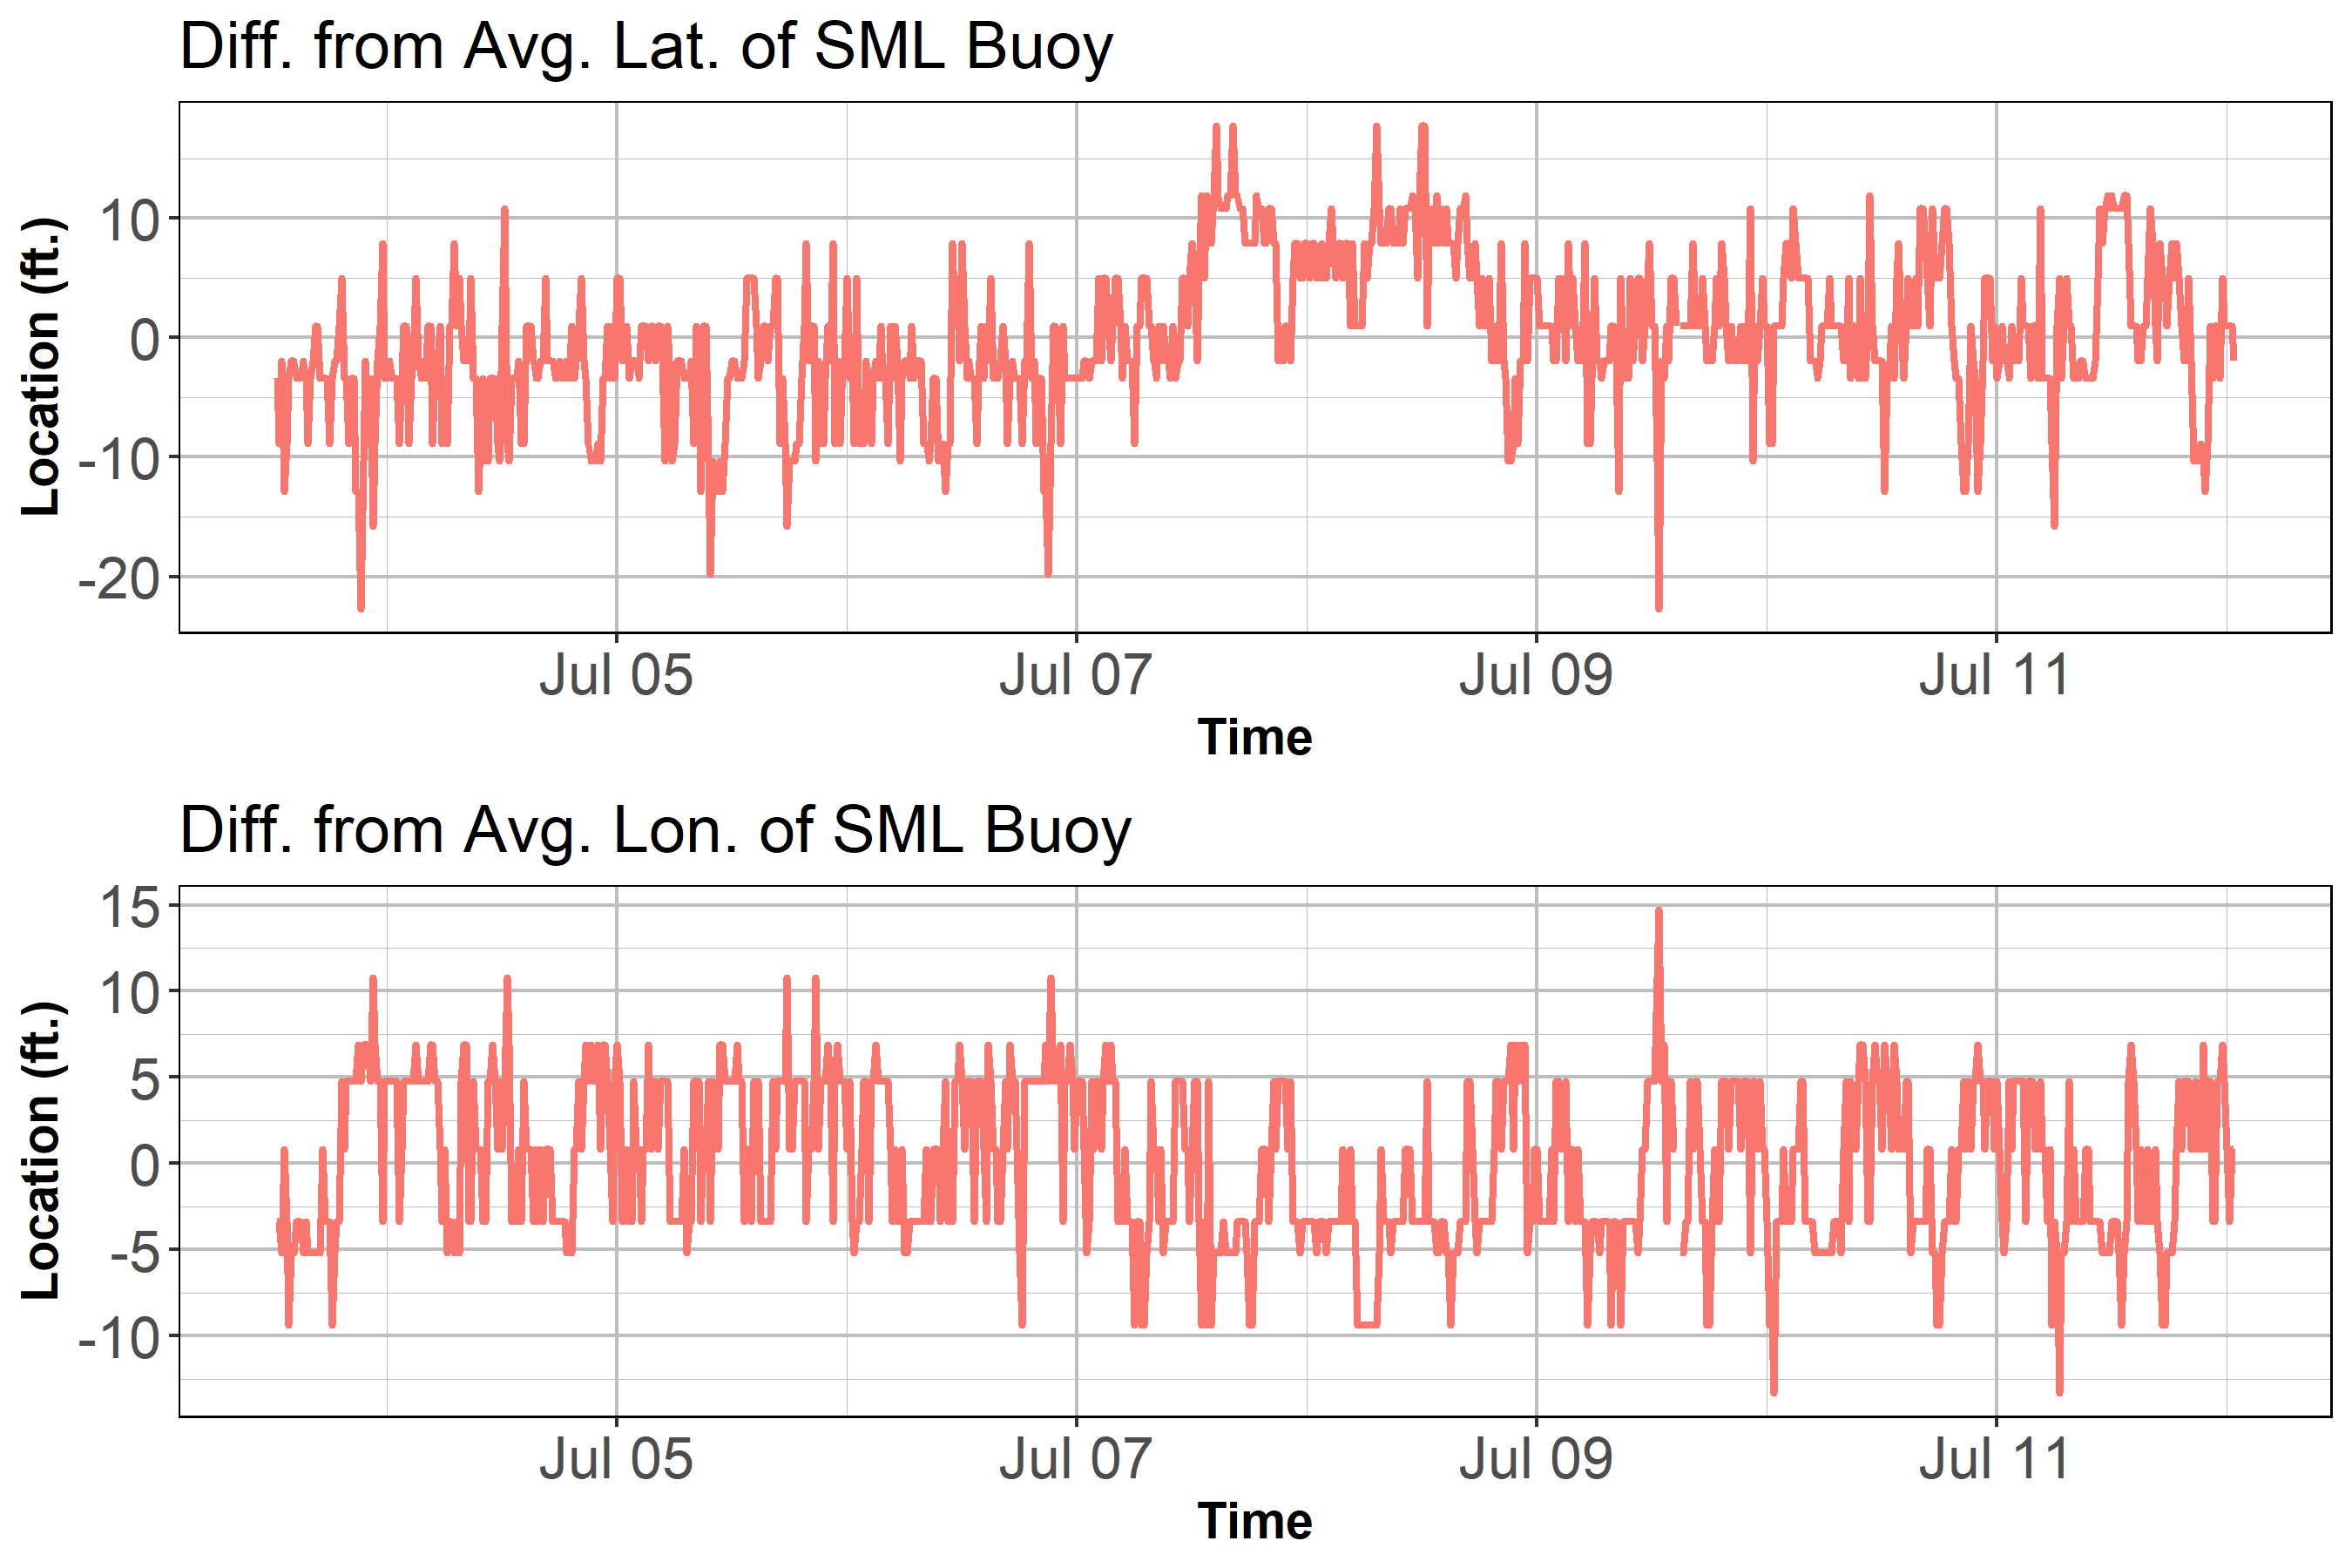 Diff. from Avg. Lat. of SML Buoy
Location (ft.)
10
0
-10
-20
Jul 05 Jul 07 Jul 09 Jul 11
Time
Diff. from Avg. Lon. of SML Buoy
Location (ft.)
15
10
5
0
-5
-10
Jul 05 Jul 07 Jul 09 Jul 11
Time